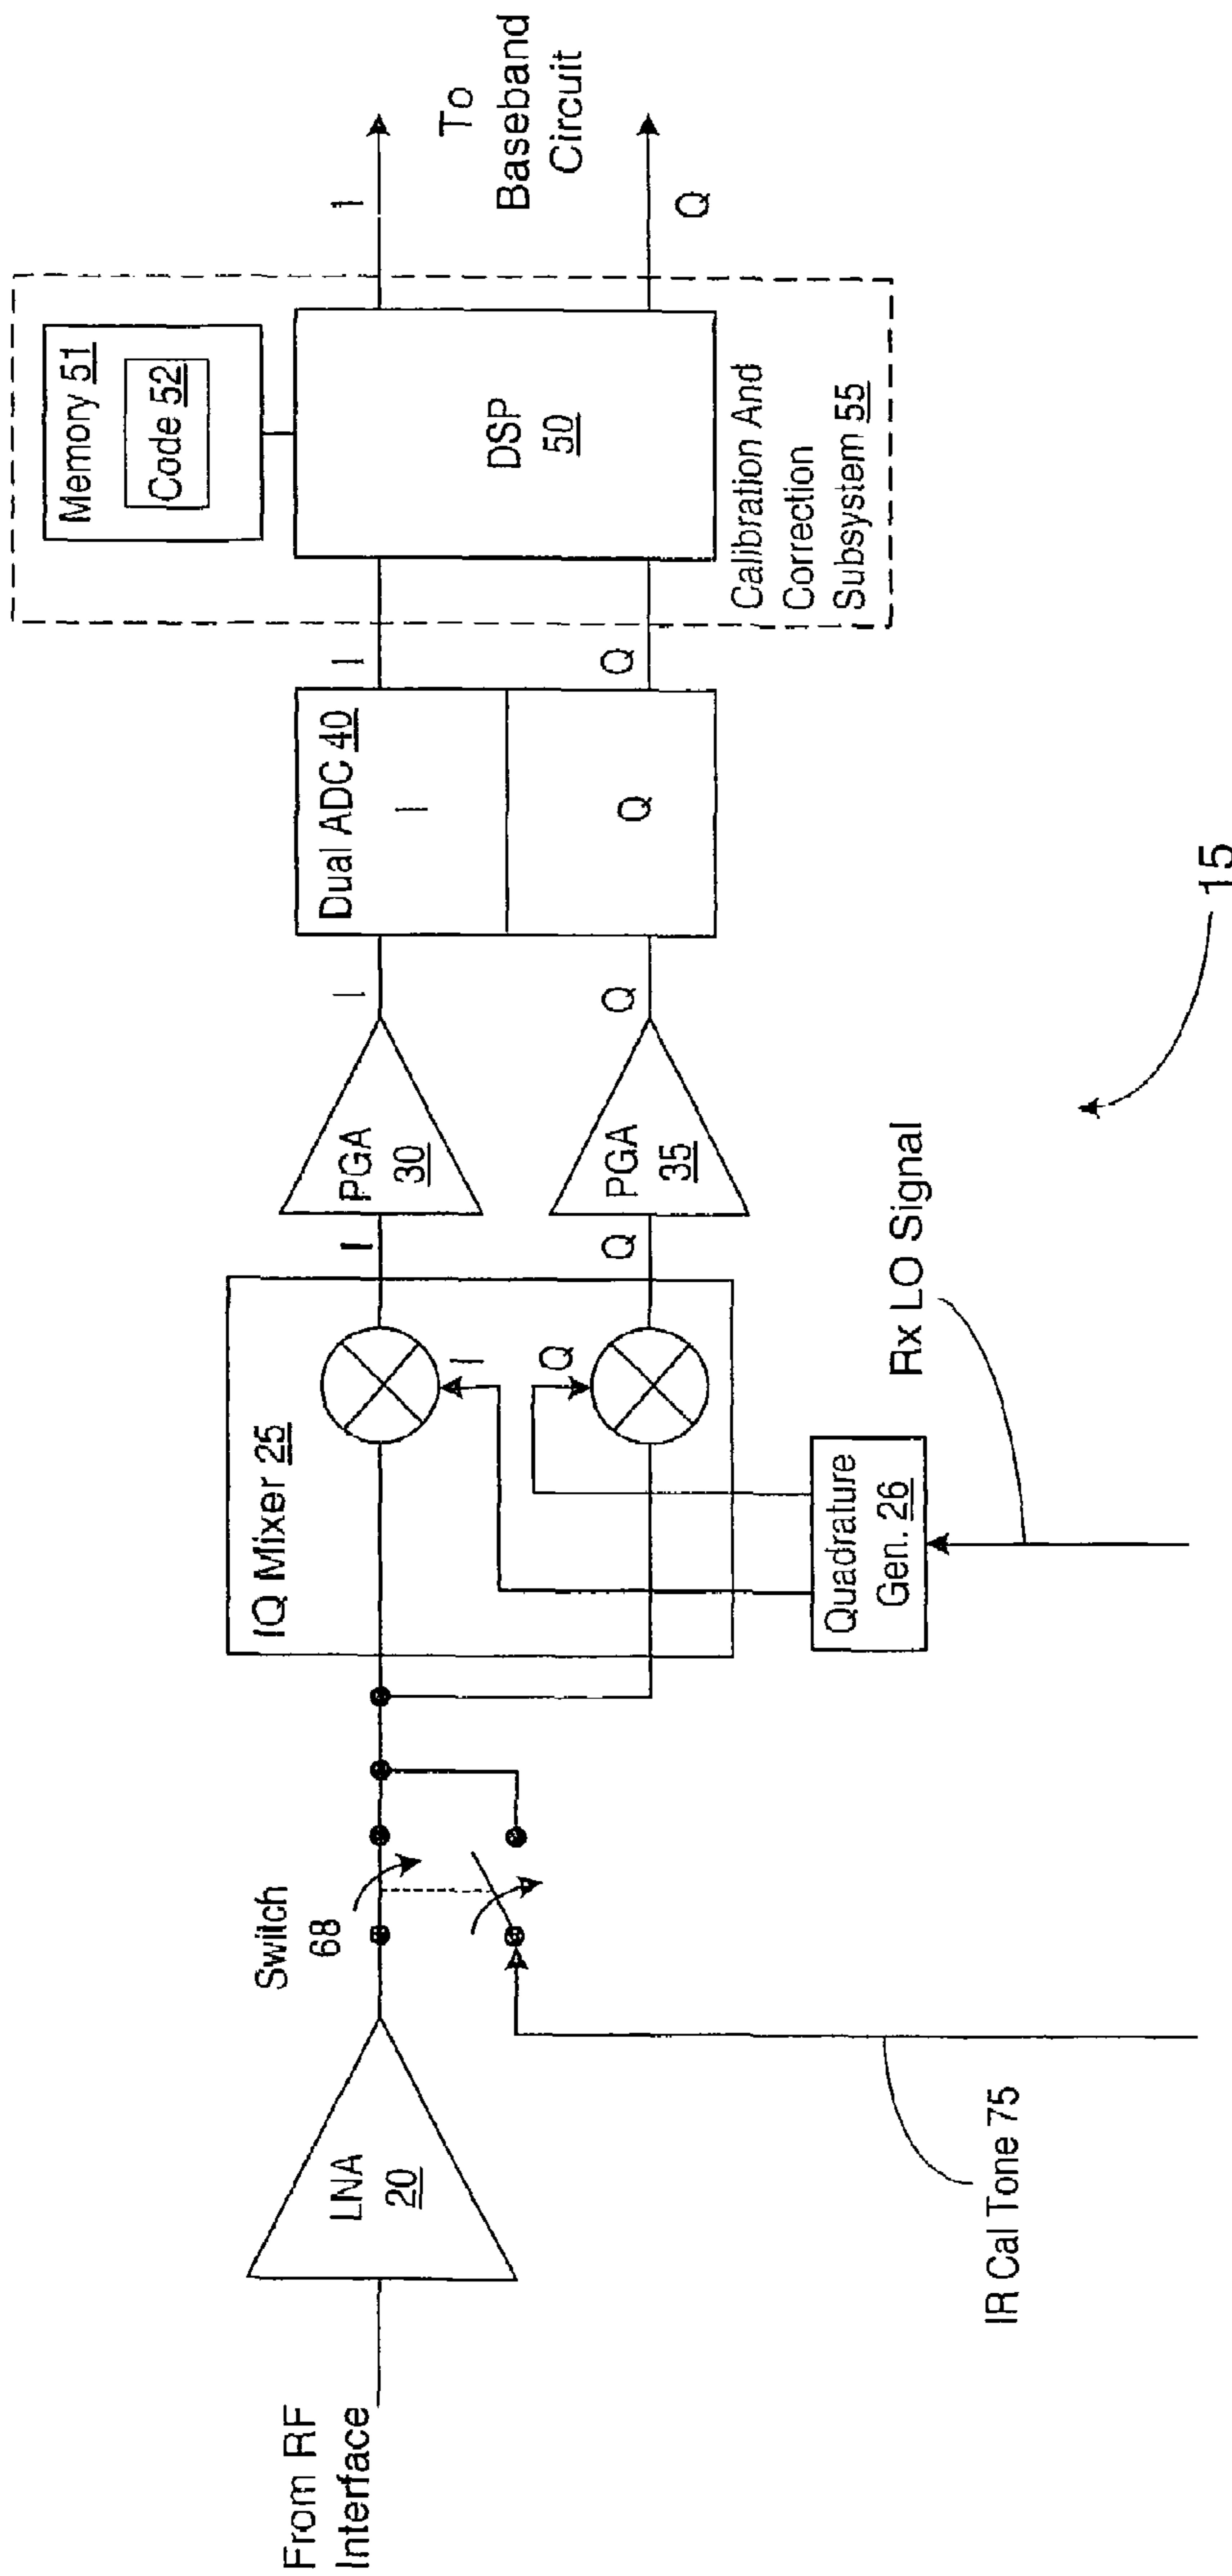 From RF
Interface
LNA
20
Switch
68
IR Cal Tone 75
IQ Mixer 25
I
Q
Quadrature
Gen. 26
Rx LO Signal
I
Q
PGA
30
PGA
35
I
Q
Dual ADC 40
I
Q
I
Q
Memory 51
Code 52
DSP
50
Calibration And
Correction
Subsystem 55
I
Q
To
Baseband
Circuit
15